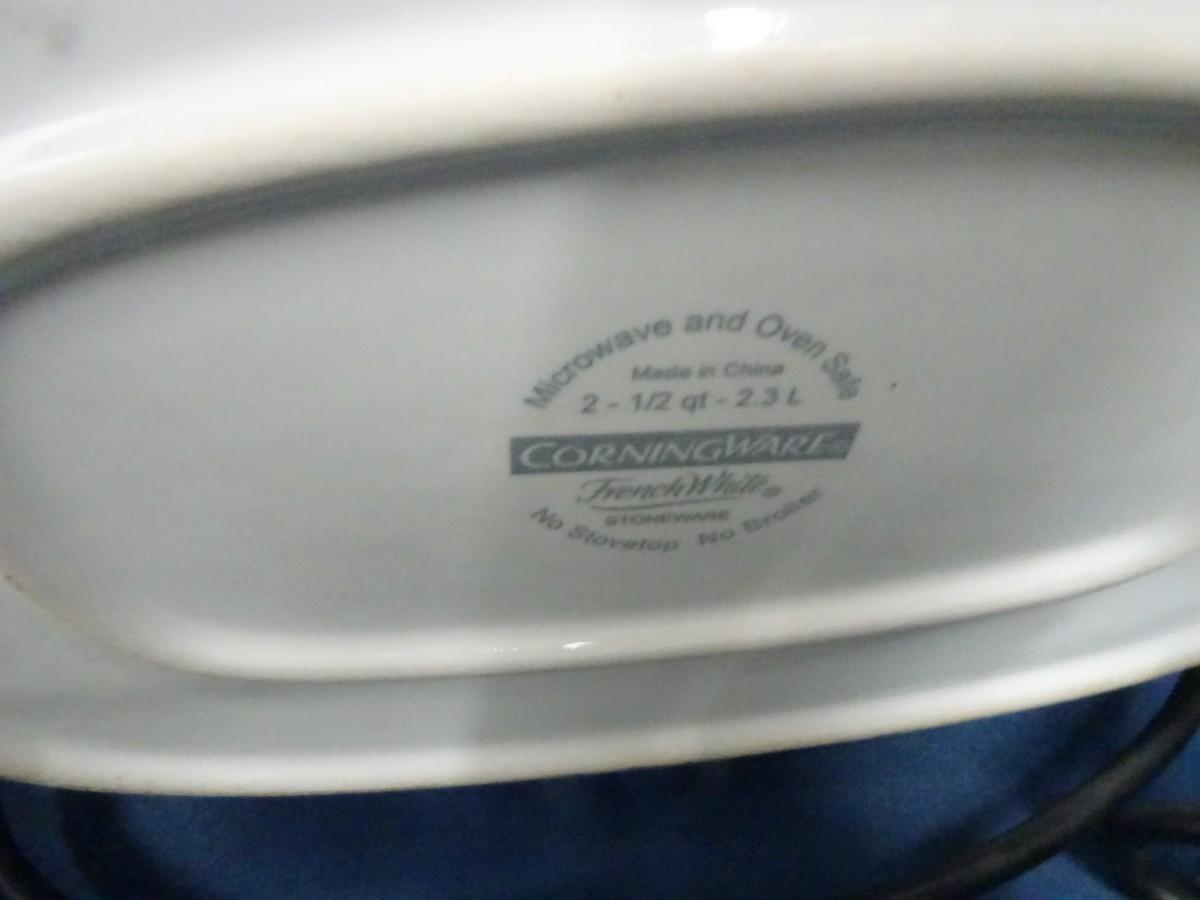 Microwave and Oven Safe
Made in China
2 - 1/2 qt - 2.3 L
CORNINGWARE®
French White®
STONEWARE
No Stovetop No Broiler